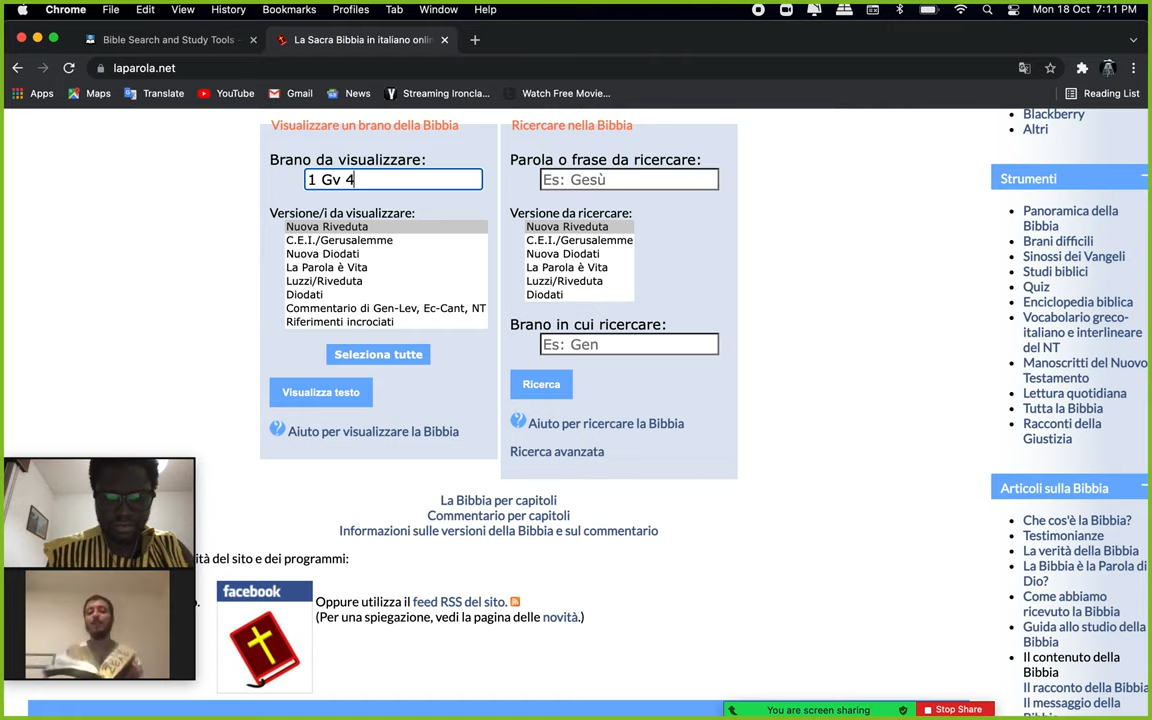 Chrome File Edit View History Bookmarks Profiles Tab Window Help Mon 18 Oct 7:11 PM
Bible Search and Study Tools -
La Sacra Bibbia in italiano onlin
laparola.net
Apps Maps Translate YouTube Gmail News Streaming Ironcla... Watch Free Movie... Reading List
Visualizzare un brano della Bibbia
Brano da visualizzare:
1 Gv 4
Versione/i da visualizzare:
Nuova Riveduta
C.E.I./Gerusalemme
Nuova Diodati
La Parola è Vita
Luzzi/Riveduta
Diodati
Commentario di Gen-Lev, Ec-Cant, NT
Riferimenti incrociati
Seleziona tutte
Visualizza testo
Aiuto per visualizzare la Bibbia
Ricercare nella Bibbia
Parola o frase da ricercare:
Es: Gesù
Versione da ricercare:
Nuova Riveduta
C.E.I./Gerusalemme
Nuova Diodati
La Parola è Vita
Luzzi/Riveduta
Diodati
Brano in cui ricercare:
Es: Gen
Ricerca
Aiuto per ricercare la Bibbia
Ricerca avanzata
La Bibbia per capitoli
Commentario per capitoli
Informazioni sulle versioni della Bibbia e sul commentario
ità del sito e dei programmi:
facebook
Oppure utilizza il feed RSS del sito.
(Per una spiegazione, vedi la pagina delle novità.)
Blackberry
Altri
Strumenti
Panoramica della
Bibbia
Brani difficili
Sinossi dei Vangeli
Studi biblici
Quiz
Enciclopedia biblica
Vocabolario greco-
italiano e interlineare
del NT
Manoscritti del Nuovo
Testamento
Lettura quotidiana
Tutta la Bibbia
Racconti della
Giustizia
Articoli sulla Bibbia
Che cos'è la Bibbia?
Testimonianze
La verità della Bibbia
La Bibbia è la Parola di
Dio?
Come abbiamo
ricevuto la Bibbia
Guida allo studio della
Bibbia
Il contenuto della
Bibbia
Il racconto della Bibbia
Il messaggio della
You are screen sharing
Stop Share